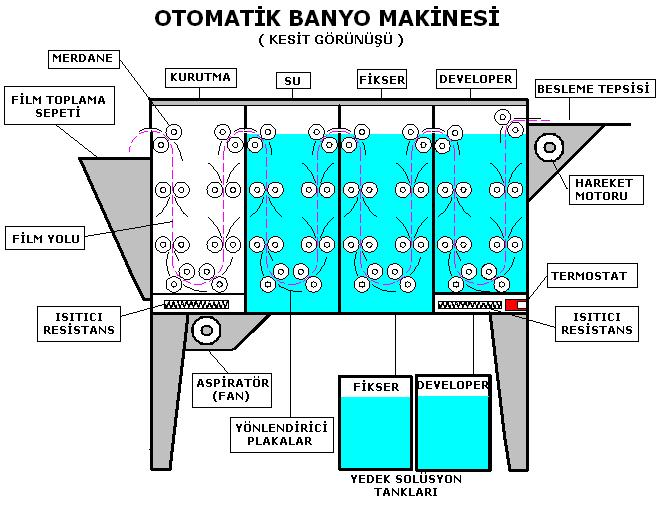 OTOMATİK BANYO MAKİNESİ
( KESİT GÖRÜNÜŞÜ )
MERDANE
KURUTMA
SU
FİKSER
DEVELOPER
BESLEME TEPSİSİ
FİLM TOPLAMA
SEPETİ
HAREKET
MOTORU
FİLM YOLU
TERMOSTAT
ISITICI
RESİSTANS
ISITICI
RESİSTANS
ASPİRATÖR
(FAN)
YÖNLENDİRİCİ
PLAKALAR
FİKSER
DEVELOPER
YEDEK SOLÜSYON
TANKLARI